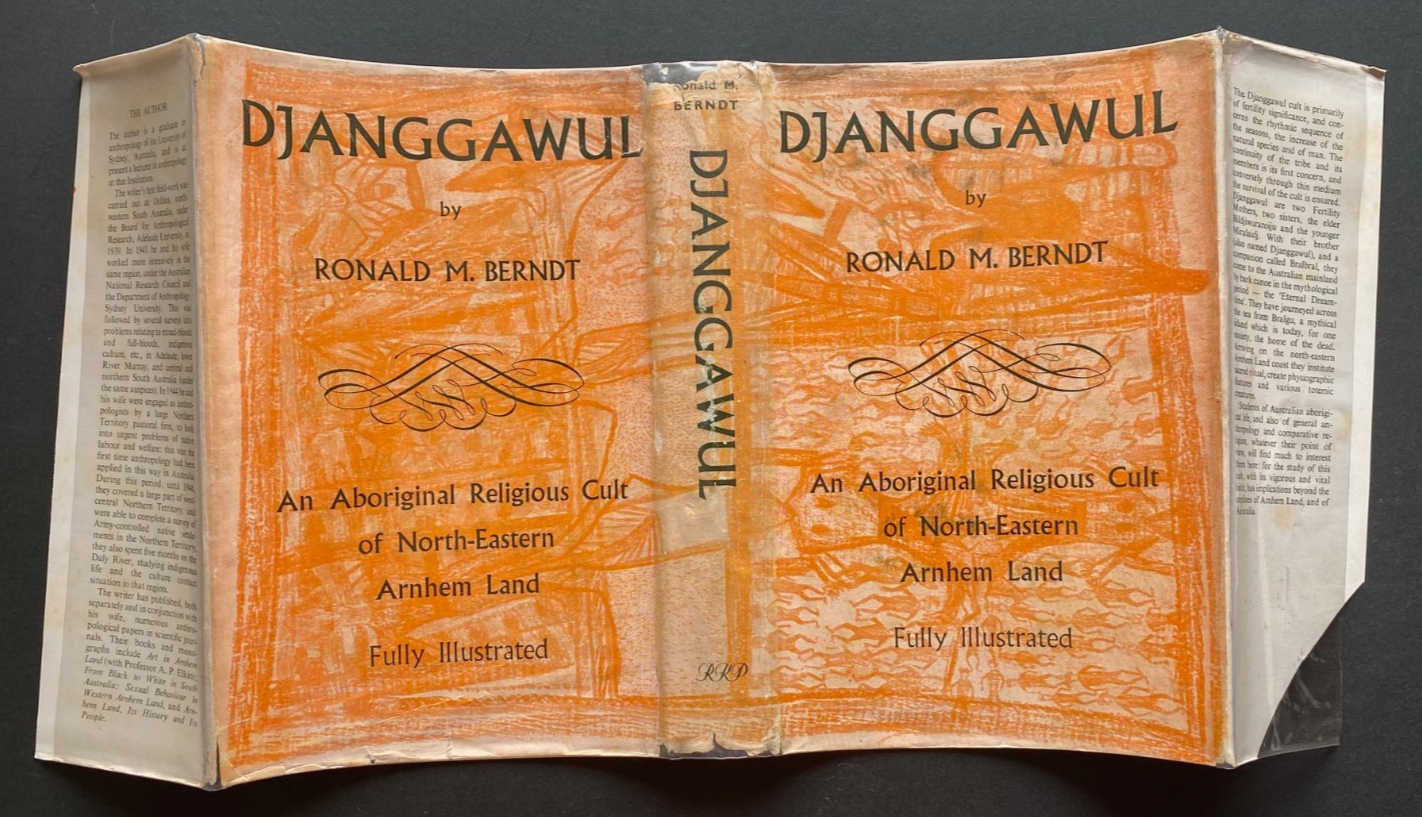 THE AUTHOR
The author is a graduate in
anthropology of the University of
Sydney, Australia, and is at
present a lecturer in anthropology
at that Institution.
The writer's first field-work was
carried out at Ooldea, north-
western South Australia, under
the Board for Anthropological
Research, Adelaide University, in
1939. In 1941 he and his wife
worked more intensively in the
same region, under the Australian
National Research Council and
the Department of Anthropology,
Sydney University. This was
followed by several surveys into
problems relating to mixed-bloods
and full-bloods, indigenous
culture, etc., in Adelaide, lower
River Murray, and central and
northern South Australia (under
the same auspices). In 1944 he and
his wife were engaged as anthro-
pologists by a large Northern
Territory pastoral firm, to look
into urgent problems of native
labour and welfare: this was the
first time anthropology had been
applied in this way in Australia.
During this period, until 1946,
they covered a large part of west-
central Northern Territory, and
were able to complete a survey of
Army-controlled native settle-
ments in the Northern Territory;
they also spent five months on the
Daly River, studying indigenous
life and the culture contact
situation in that region.
The writer has published, both
separately and in conjunction with
his wife, numerous anthro-
pological papers in scientific jour-
nals. Their books and mono-
graphs include Art in Arnhem
Land (with Professor A. P. Elkin);
From Black to White in South
Australia; Sexual Behaviour in
Western Arnhem Land, and Arn-
hem Land, Its History and Its
People.
DJANGGAWUL
by
RONALD M. BERNDT
An Aboriginal Religious Cult
of North-Eastern
Arnhem Land
Fully Illustrated
Ronald M.
BERNDT
DJANGGAWUL
RKP
DJANGGAWUL
by
RONALD M. BERNDT
An Aboriginal Religious Cult
of North-Eastern
Arnhem Land
Fully Illustrated
The Djanggawul cult is primarily
of fertility significance, and con-
cerns the rhythmic sequence of
the seasons, the increase of the
natural species and of man. The
continuity of the tribe and its
members is its first concern, and
conversely through this medium
the survival of the cult is ensured.
Djanggawul are two Fertility
Mothers, two sisters, the elder
Bildjiwuraroiju and the younger
Miralaidj. With their brother
(also named Djanggawul), and a
companion called Bralbral, they
come to the Australian mainland
by bark canoe in the mythological
period — the 'Eternal Dream-
time'. They have journeyed across
the sea from Bralgu, a mythical
island which is today, for one
moiety, the home of the dead.
Arriving on the north-eastern
Arnhem Land coast they institute
sacred ritual, create physiographic
features and various totemic
creatures.
Students of Australian aborigi-
nal life, and also of general an-
thropology and comparative re-
ligion, whatever their point of
view, will find much to interest
them here: for the study of this
cult, with its vigorous and vital
faith, has implications beyond the
confines of Arnhem Land, and of
Australia.